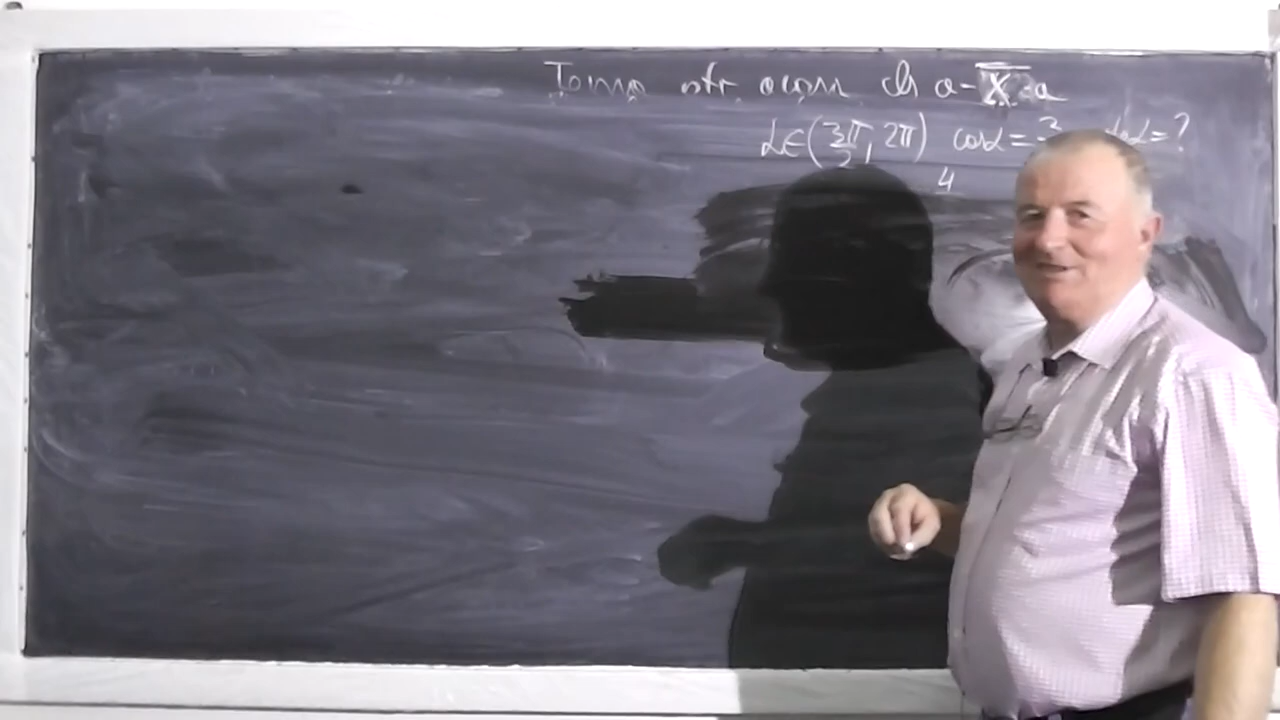 Tema ptr acasă cls a-X-a
α∈(3π/2, 2π) cosα = 3 α=?
4